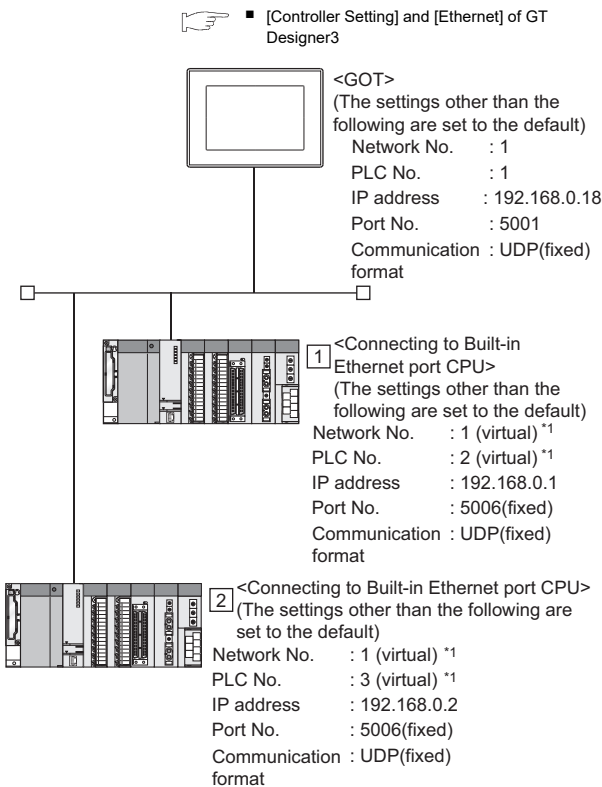 ■ [Controller Setting] and [Ethernet] of GT
Designer3
<GOT>
(The settings other than the
following are set to the default)
Network No. : 1
PLC No. : 1
IP address : 192.168.0.18
Port No. : 5001
Communication : UDP(fixed)
format
1
<Connecting to Built-in
Ethernet port CPU>
(The settings other than the
following are set to the default)
Network No. : 1 (virtual) *1
PLC No. : 2 (virtual) *1
IP address : 192.168.0.1
Port No. : 5006(fixed)
Communication : UDP(fixed)
format
2
<Connecting to Built-in Ethernet port CPU>
(The settings other than the following are
set to the default)
Network No. : 1 (virtual) *1
PLC No. : 3 (virtual) *1
IP address : 192.168.0.2
Port No. : 5006(fixed)
Communication : UDP(fixed)
format